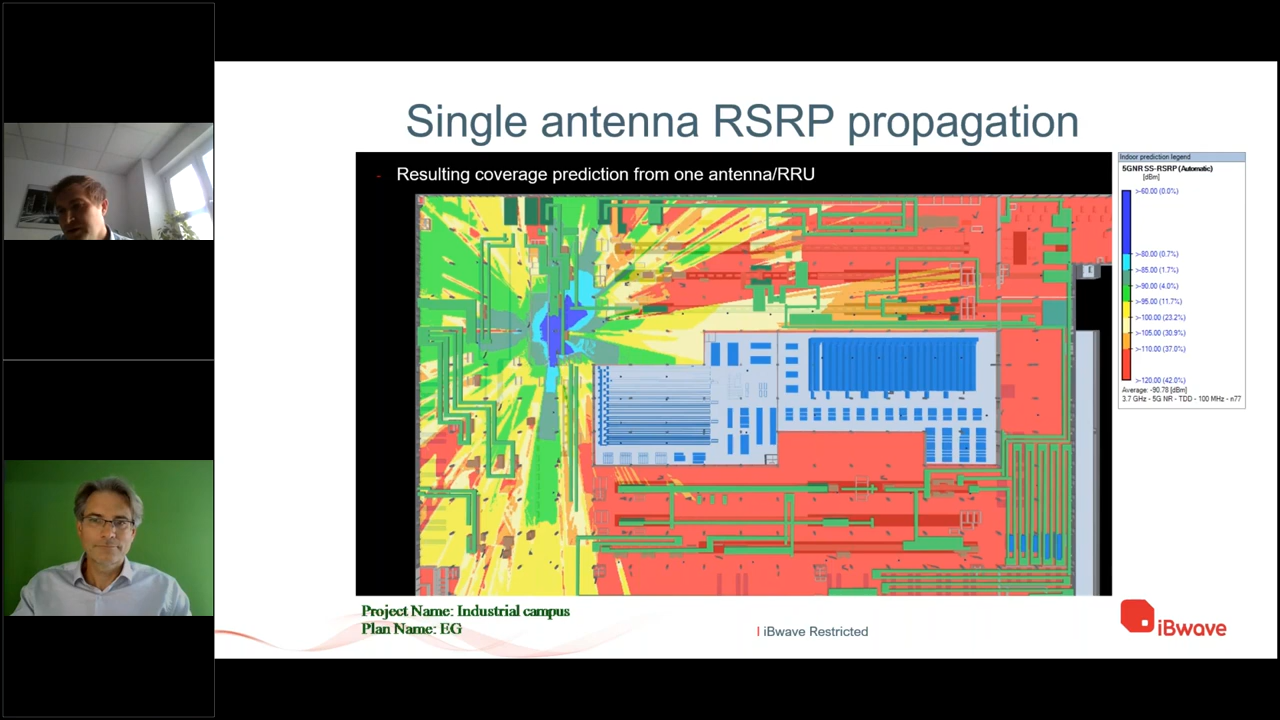 Single antenna RSRP propagation
- Resulting coverage prediction from one antenna/RRU
Indoor prediction legend
5GNR SS-RSRP (Automatic)
[dBm]
>-60.00 (0.0%)
>-80.00 (0.7%)
>-85.00 (1.7%)
>-90.00 (4.0%)
>-95.00 (11.7%)
>-100.00 (23.2%)
>-105.00 (30.9%)
>-110.00 (37.0%)
>-120.00 (42.0%)
Average: -90.78 [dBm]
3.7 GHz - 5G NR - TDD - 100 MHz - n77
Project Name: Industrial campus
Plan Name: EG
| iBwave Restricted
iBwave